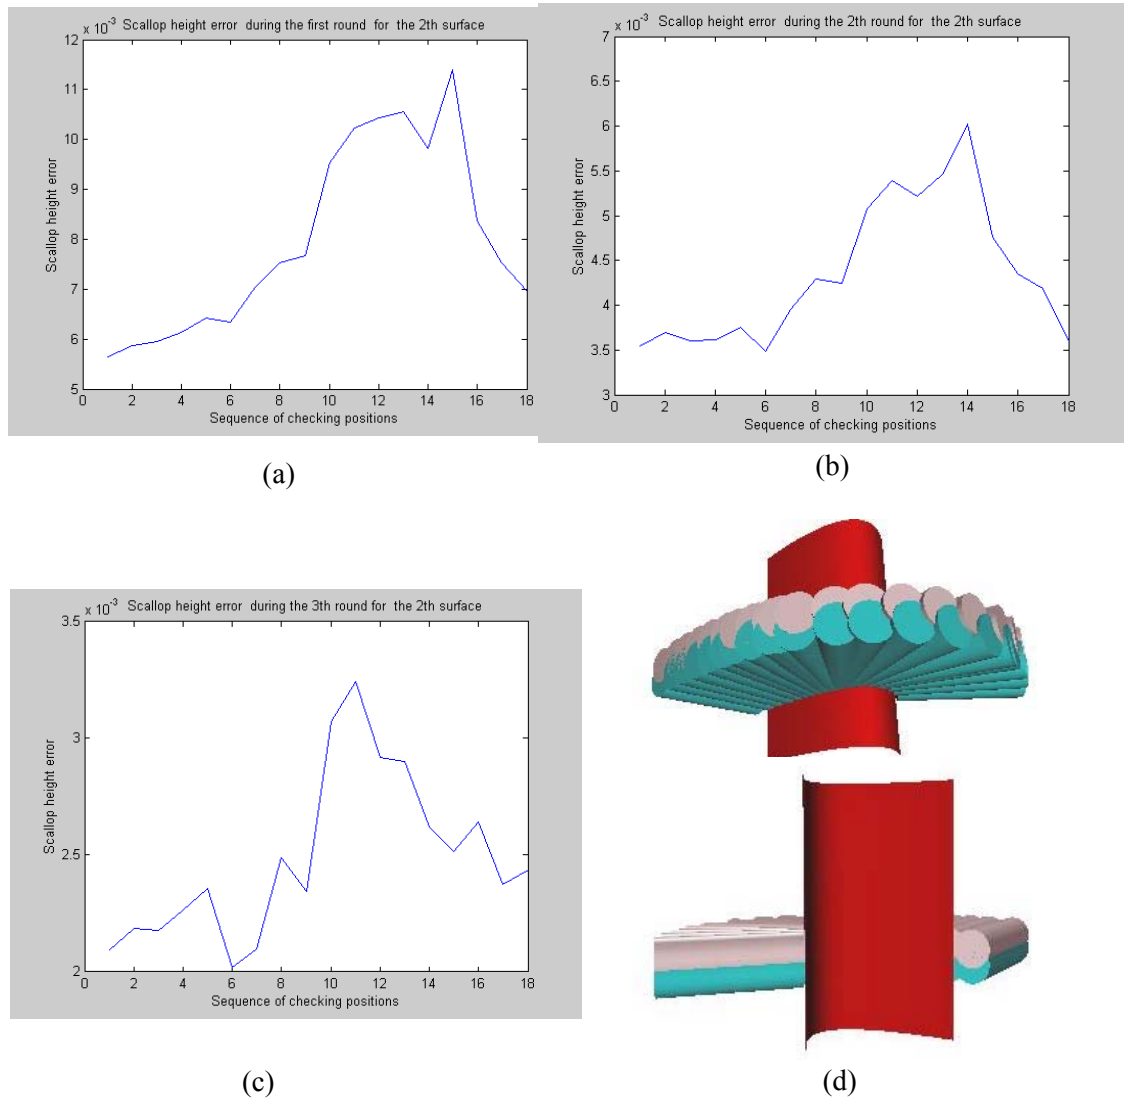 x 10⁻³ Scallop height error during the first round for the 2th surface
12
11
10
9
8
7
6
5
Scallop height error
0 2 4 6 8 10 12 14 16 18
Sequence of checking positions
(a)
x 10⁻³ Scallop height error during the 2th round for the 2th surface
7
6.5
6
5.5
5
4.5
4
3.5
3
Scallop height error
0 2 4 6 8 10 12 14 16 18
Sequence of checking positions
(b)
x 10⁻³ Scallop height error during the 3th round for the 2th surface
3.5
3
2.5
2
Scallop height error
0 2 4 6 8 10 12 14 16 18
Sequence of checking positions
(c)
(d)